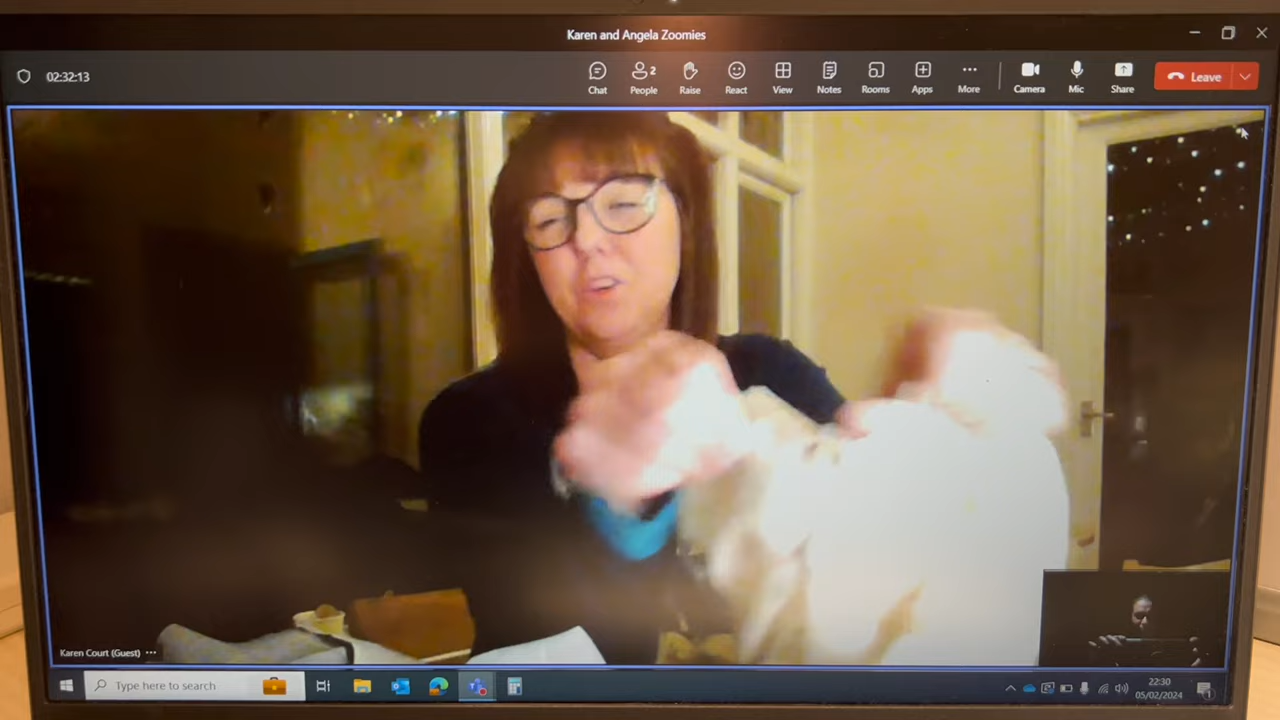 Karen and Angela Zoomies
02:32:13
Chat
People
2
Raise
React
View
Notes
Rooms
Apps
More
Camera
Mic
Share
Leave
Karen Court (Guest)
Type here to search
22:30
05/02/2024